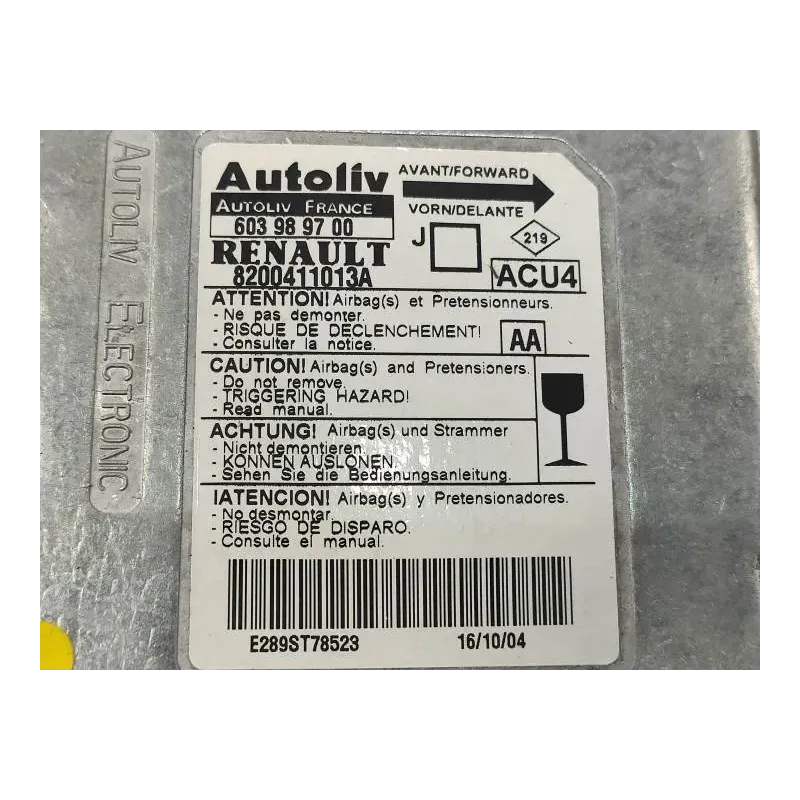 AUTOLIV ELECTRONIC
Autoliv
AVANT/FORWARD
AUTOLIV FRANCE
VORN/DELANTE
603 98 97 00
J
219
RENAULT
8200411013A
ACU4
ATTENTION! Airbag(s) et Pretensionneurs.
- Ne pas demonter.
- RISQUE DE DECLENCHEMENT!
- Consulter la notice.
AA
CAUTION! Airbag(s) and Pretensioners.
- Do not remove.
- TRIGGERING HAZARD!
- Read manual.
ACHTUNG! Airbag(s) und Strammer
- Nicht demontieren.
- KONNEN AUSLONEN.
- Sehen Sie die Bedienungsanleitung.
!ATENCION! Airbag(s) y Pretensionadores.
- No desmontar.
- RIESGO DE DISPARO.
- Consulte el manual.
E289ST78523
16/10/04